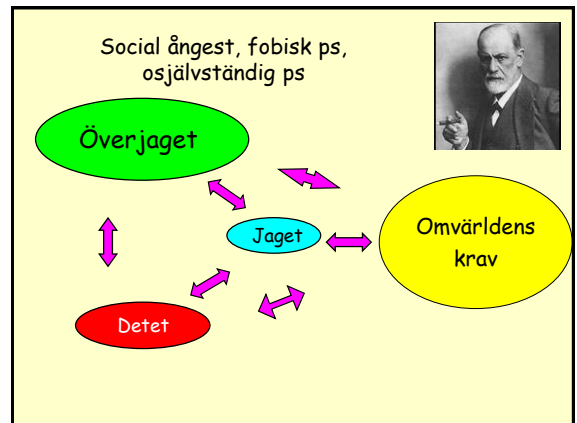 Social ångest, fobisk ps,
osjälvständig ps
Överjaget
Jaget
Omvärldens
krav
Detet